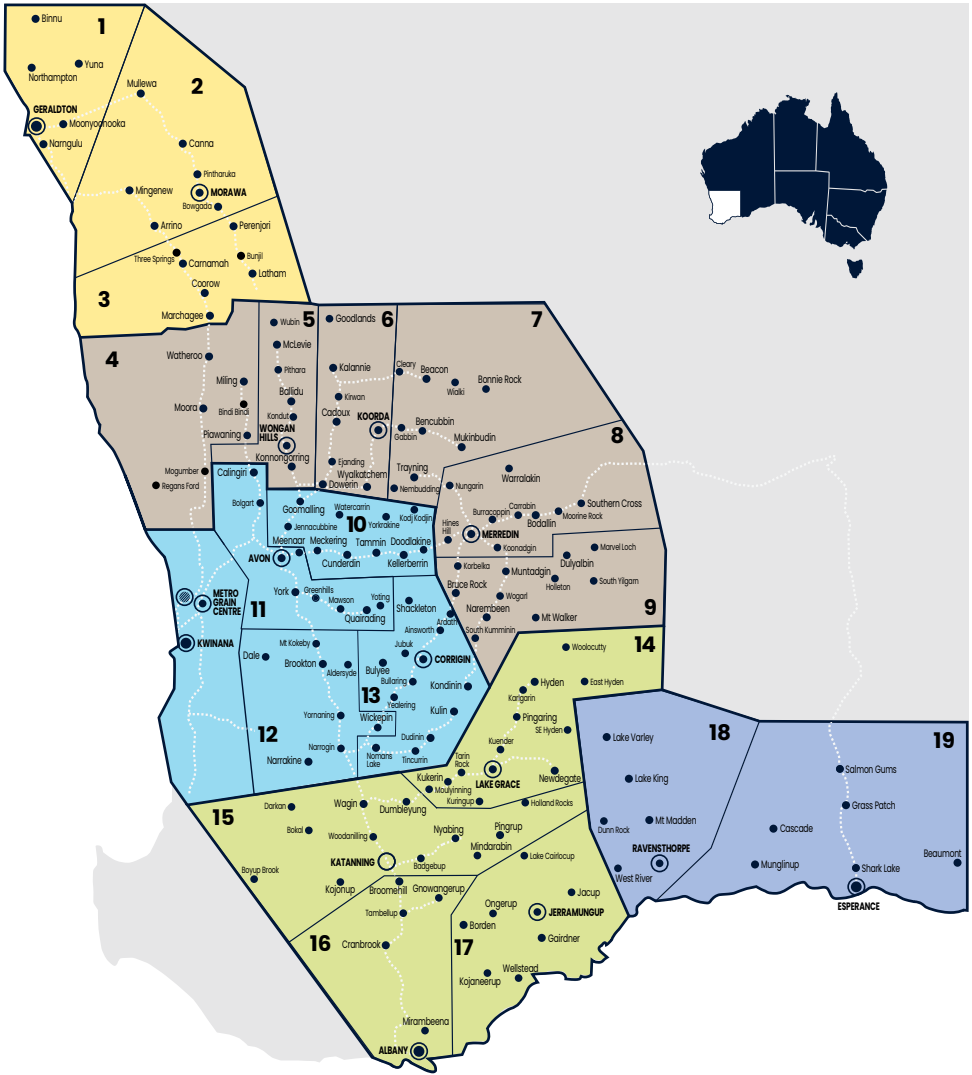 Binnu
1
Northampton
Yuna
2
Mullewa
GERALDTON
Moonyoonooka
Narngulu
Canna
Pintharuka
Mingenew
MORAWA
Bowgada
Arrino
Perenjori
Three Springs
Carnamah
Bunjil
Latham
3
Coorow
Marchagee
4
Watheroo
Miling
Moora
Bindi Bindi
Piawaning
Mogumber
Regans Ford
5
Wubin
McLevie
Pithara
Ballidu
Kondut
WONGAN
HILLS
Konnongorring
6
Goodlands
Kalannie
Kirwan
Cadoux
KOORDA
Ejanding
Wyalkatchem
Dowerin
7
Cleary
Beacon
Wialki
Bonnie Rock
Gabbin
Bencubbin
Mukinbudin
Trayning
Nembudding
8
Nungarin
Warralakin
Southern Cross
Burracoppin
Carrabin
Bodallin
Moorine Rock
Hines
Hill
MERREDIN
Koonadgin
9
Korbelka
Muntadgin
Dulyalbin
Marvel Loch
Holleton
South Yilgarn
Bruce Rock
Wogarl
Narembeen
Mt Walker
South Kumminin
Ardath
Calingiri
Bolgart
10
Goomalling
Watercarrin
Yorkrakine
Kodj Kodjin
Jennacubbine
Meenaar
Meckering
Tammin
Doodlakine
Cunderdin
Kellerberrin
AVON
11
York
Greenhills
Mawson
Quairading
Yoting
Shackleton
METRO
GRAIN
CENTRE
KWINANA
12
Dale
Mt Kokeby
Brookton
Aldersyde
Yornaning
Narrogin
Narrakine
13
Ainsworth
Jubuk
Bulyee
CORRIGIN
Bullaring
Kondinin
Yealering
Wickepin
Kulin
Dudinin
Nomans
Lake
Tincurrin
14
Woolocutty
Hyden
East Hyden
Karlgarin
Pingaring
SE Hyden
Kuender
Tarin
Rock
LAKE GRACE
Newdegate
Kukerin
Moulyinning
Kuringup
Holland Rocks
15
Darkan
Wagin
Dumbleyung
Bokal
Woodanilling
Nyabing
Pingrup
Mindarabin
KATANNING
Badgebup
Lake Cairlocup
Boyup Brook
Kojonup
Broomehill
Gnowangerup
16
Tambellup
Cranbrook
Mirambeena
ALBANY
17
Jacup
Ongerup
JERRAMUNGUP
Borden
Gairdner
Kojaneerup
Wellstead
18
Lake Varley
Lake King
Dunn Rock
Mt Madden
RAVENSTHORPE
West River
19
Salmon Gums
Grass Patch
Cascade
Munglinup
Shark Lake
Beaumont
ESPERANCE